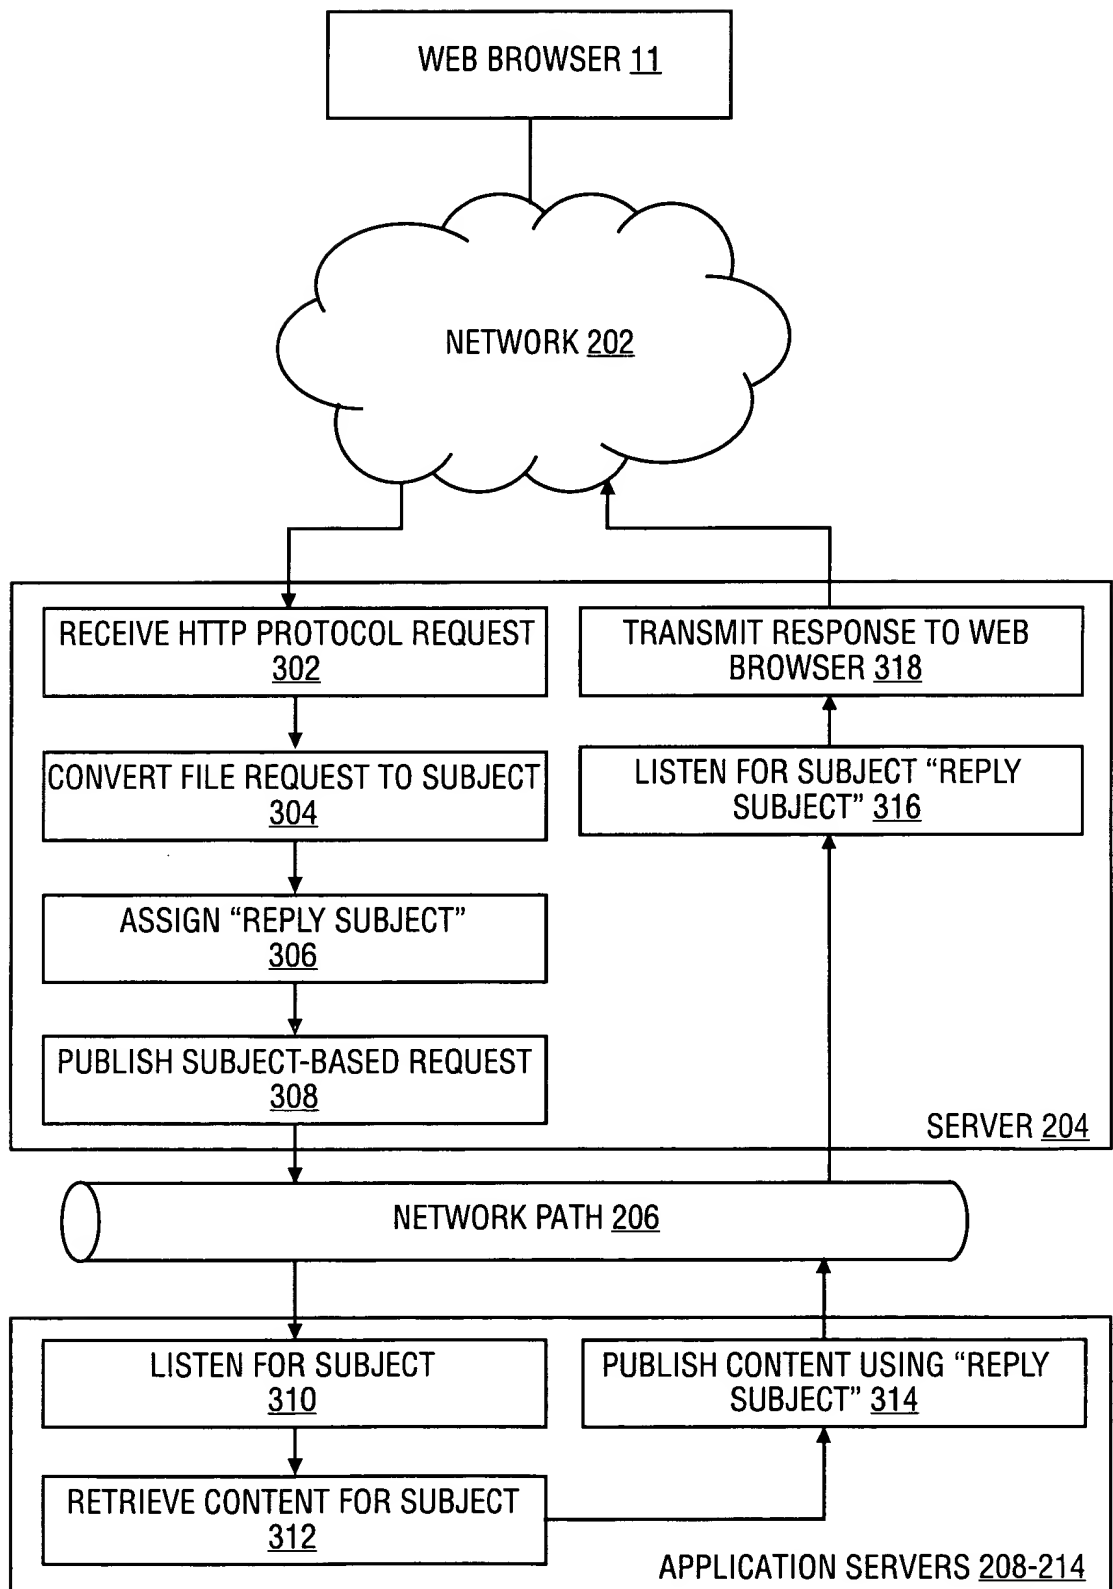 WEB BROWSER 11
NETWORK 202
RECEIVE HTTP PROTOCOL REQUEST
302
CONVERT FILE REQUEST TO SUBJECT
304
ASSIGN “REPLY SUBJECT”
306
PUBLISH SUBJECT-BASED REQUEST
308
TRANSMIT RESPONSE TO WEB
BROWSER 318
LISTEN FOR SUBJECT “REPLY
SUBJECT” 316
SERVER 204
NETWORK PATH 206
LISTEN FOR SUBJECT
310
RETRIEVE CONTENT FOR SUBJECT
312
PUBLISH CONTENT USING “REPLY
SUBJECT” 314
APPLICATION SERVERS 208-214